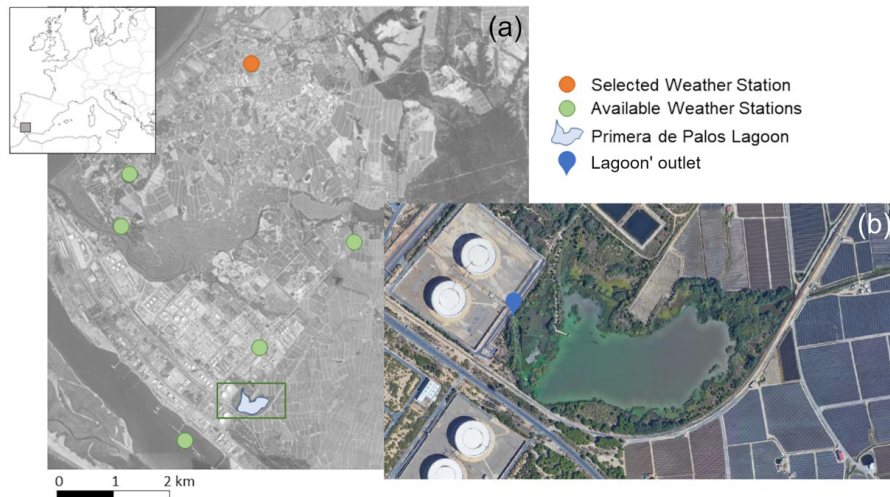 (a)
Selected Weather Station
Available Weather Stations
Primera de Palos Lagoon
Lagoon' outlet
(b)
0 1 2 km